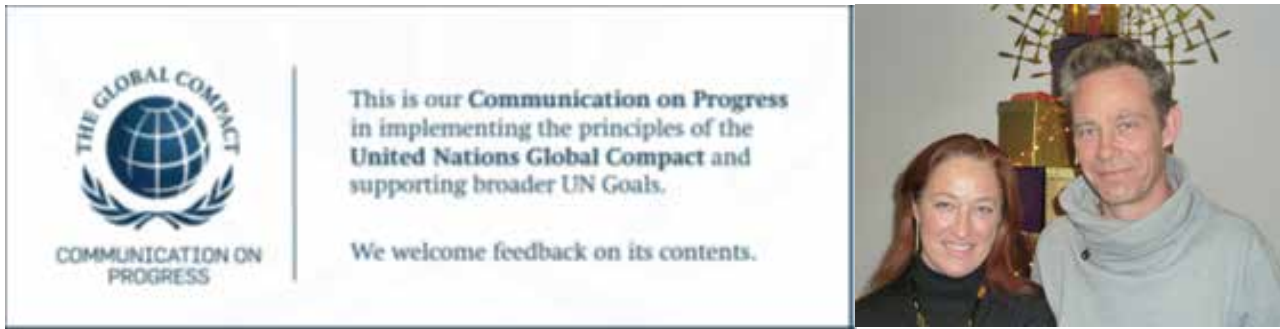 THE GLOBAL COMPACT
COMMUNICATION ON
PROGRESS
This is our Communication on Progress
in implementing the principles of the
United Nations Global Compact and
supporting broader UN Goals.
We welcome feedback on its contents.